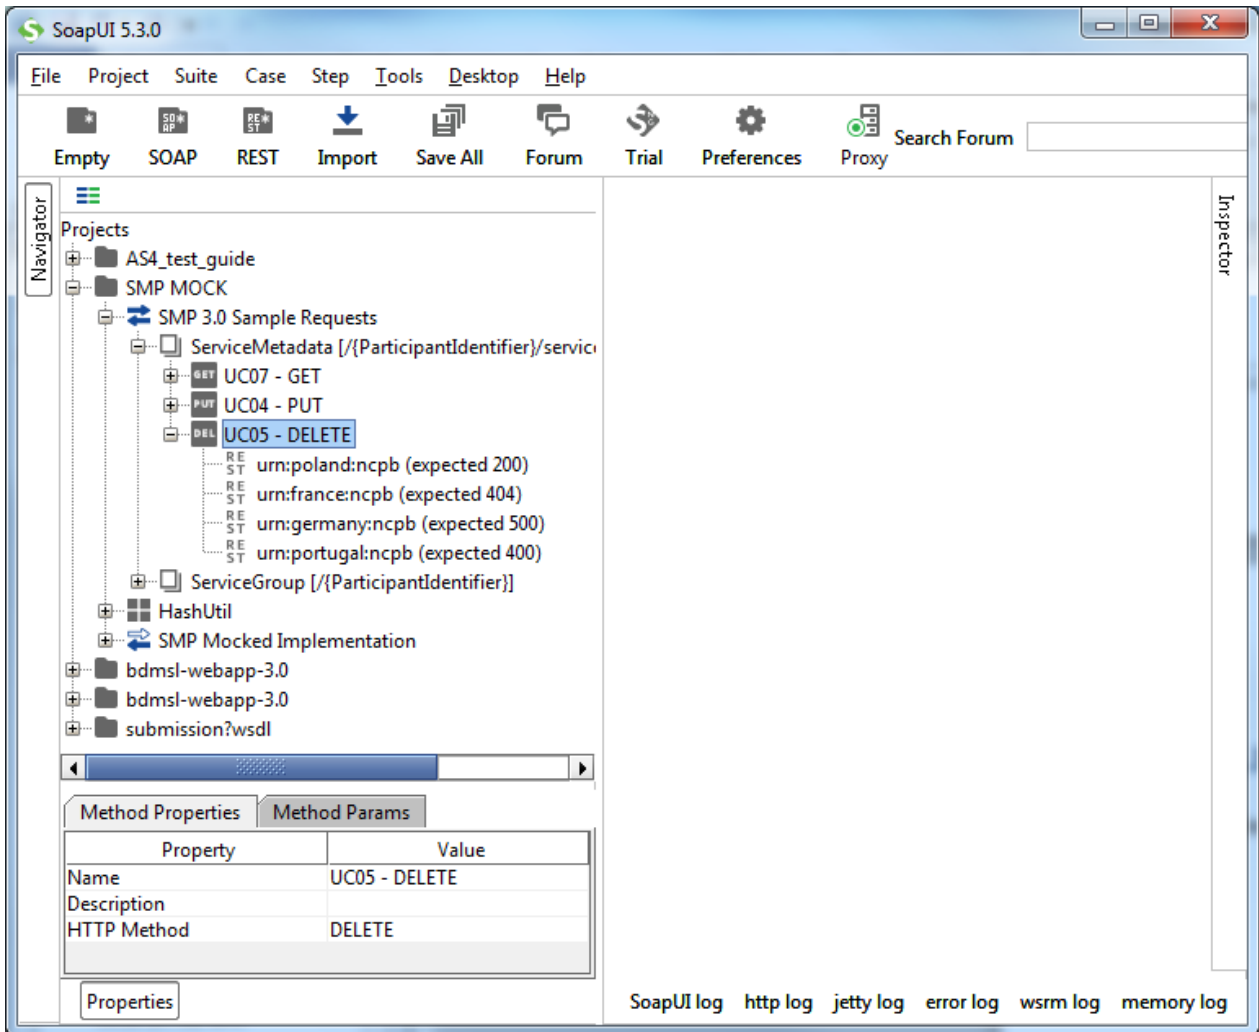 SoapUI 5.3.0
File Project Suite Case Step Tools Desktop Help
Empty SOAP REST Import Save All Forum Trial Preferences Proxy Search Forum
Navigator
Inspector
Projects
AS4_test_guide
SMP MOCK
SMP 3.0 Sample Requests
ServiceMetadata [/{ParticipantIdentifier}/servic
GET UC07 - GET
PUT UC04 - PUT
DEL UC05 - DELETE
REST urn:poland:ncpb (expected 200)
REST urn:france:ncpb (expected 404)
REST urn:germany:ncpb (expected 500)
REST urn:portugal:ncpb (expected 400)
ServiceGroup [/{ParticipantIdentifier}]
HashUtil
SMP Mocked Implementation
bdmsl-webapp-3.0
bdmsl-webapp-3.0
submission?wsdl
Method Properties Method Params
Property Value
Name UC05 - DELETE
Description
HTTP Method DELETE
Properties
SoapUI log http log jetty log error log wsrm log memory log